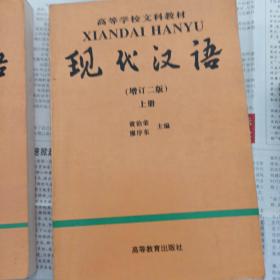 高等学校文科教材
XIANDAI HANYU
现代汉语
(增订二版)
上册
黄伯荣
廖序东 主编
高等教育出版社
语